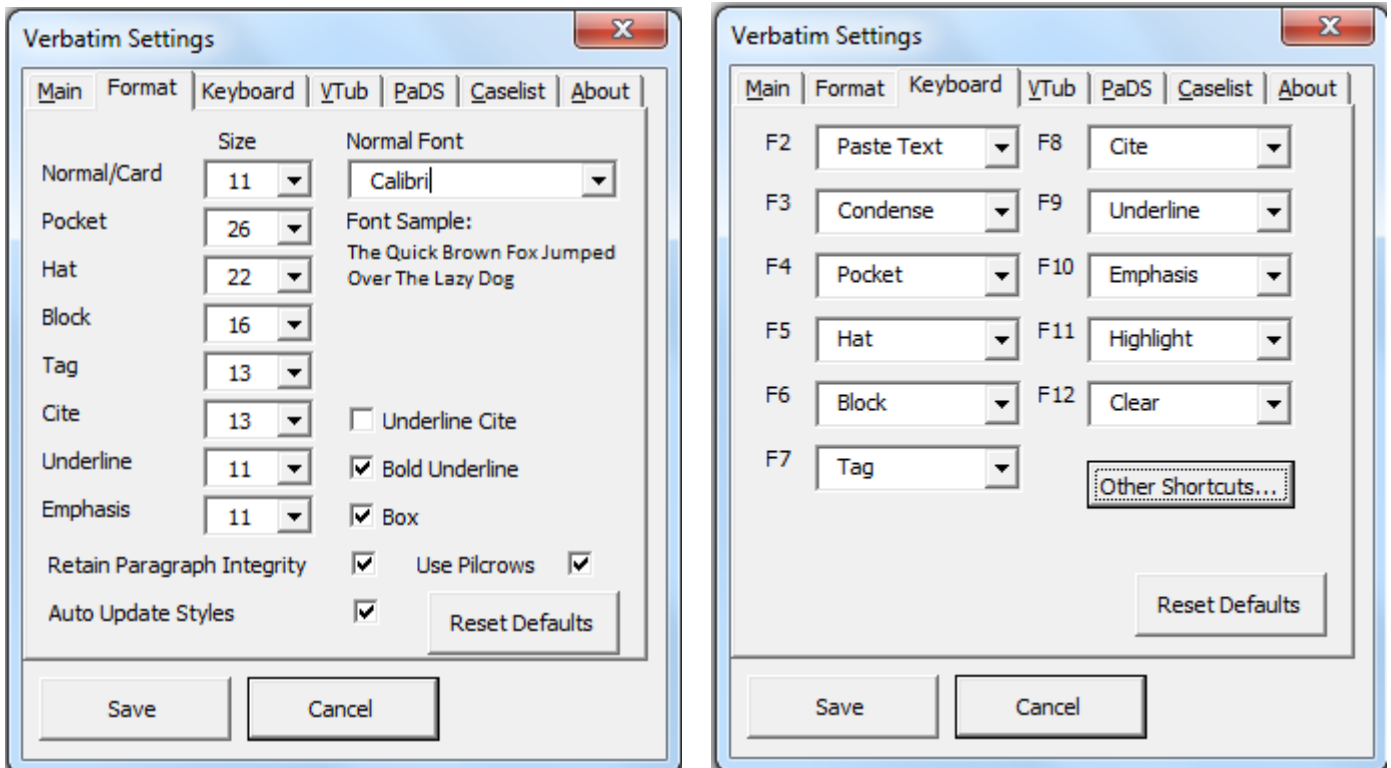 Verbatim Settings
X
Main Format Keyboard VTub PaDS Caselist About
Size Normal Font
Normal/Card 11 Calibri
Pocket 26 Font Sample:
The Quick Brown Fox Jumped
Over The Lazy Dog
Hat 22
Block 16
Tag 13
Cite 13 Underline Cite
Underline 11 Bold Underline
Emphasis 11 Box
Retain Paragraph Integrity Use Pilcrows
Auto Update Styles Reset Defaults
Save Cancel
Verbatim Settings
X
Main Format Keyboard VTub PaDS Caselist About
F2 Paste Text F8 Cite
F3 Condense F9 Underline
F4 Pocket F10 Emphasis
F5 Hat F11 Highlight
F6 Block F12 Clear
F7 Tag Other Shortcuts...
Reset Defaults
Save Cancel